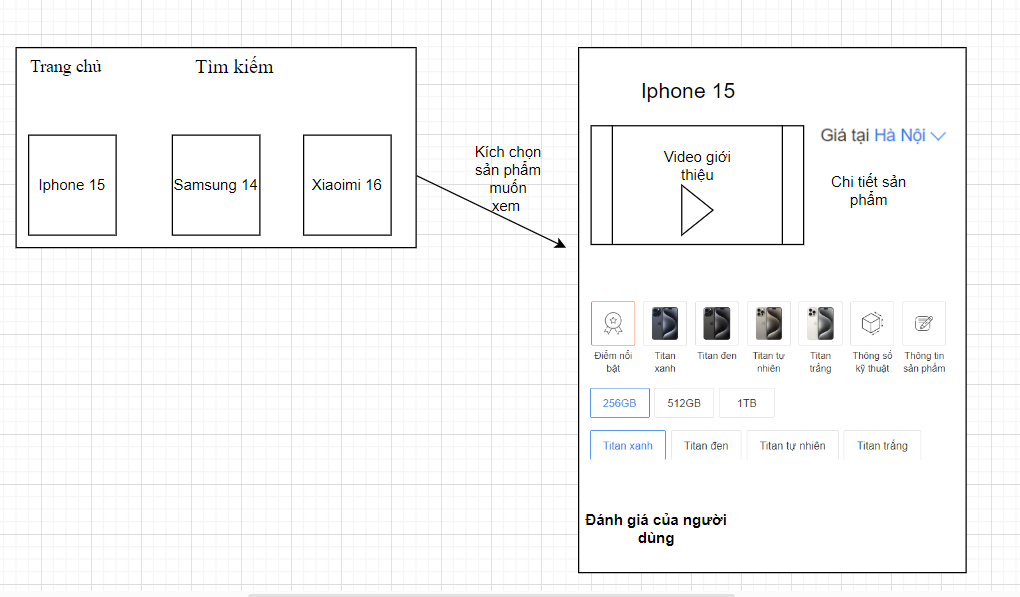 Trang chủ
Tìm kiếm
Iphone 15
Samsung 14
Xiaoimi 16
Kích chọn
sản phẩm
muốn
xem
Iphone 15
Video giới
thiệu
Giá tại Hà Nội
Chi tiết sản
phẩm
Điểm nổi
bật
Titan
xanh
Titan đen
Titan tự
nhiên
Titan
trắng
Thông số
kỹ thuật
Thông tin
sản phẩm
256GB
512GB
1TB
Titan xanh
Titan đen
Titan tự nhiên
Titan trắng
Đánh giá của người
dùng